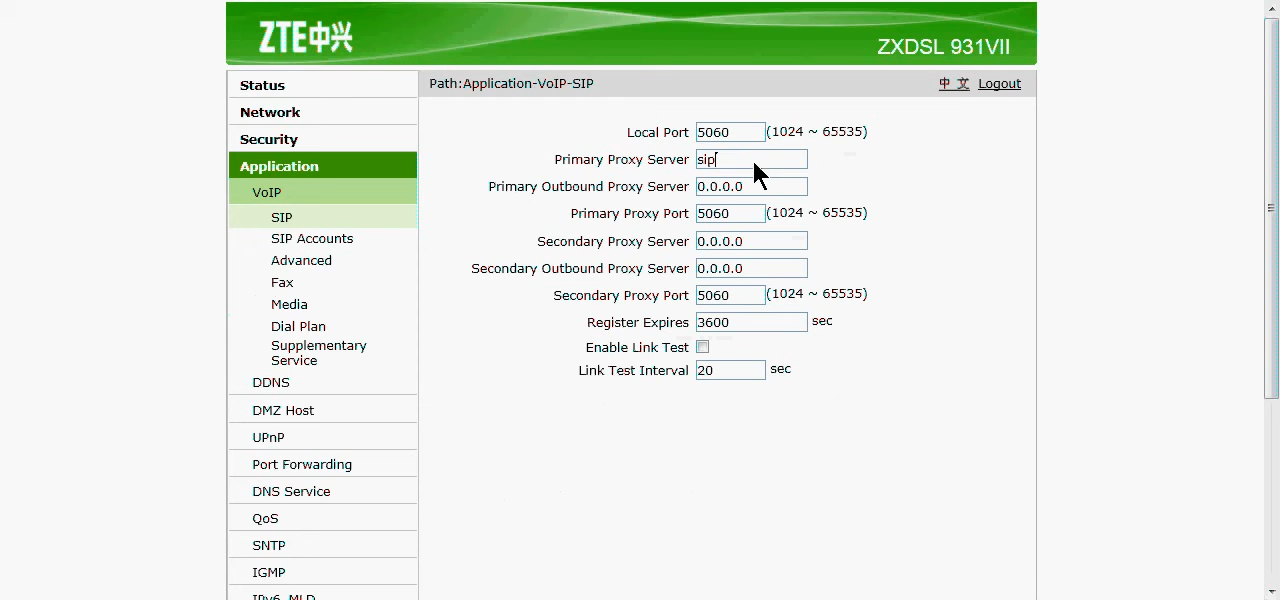 ZTE中兴
ZXDSL 931VII
Path:Application-VoIP-SIP
中 文 Logout
Status
Network
Security
Application
VoIP
SIP
SIP Accounts
Advanced
Fax
Media
Dial Plan
Supplementary
Service
DDNS
DMZ Host
UPnP
Port Forwarding
DNS Service
QoS
SNTP
IGMP
IPv6 MLD
Local Port 5060 (1024 ~ 65535)
Primary Proxy Server sip
Primary Outbound Proxy Server 0.0.0.0
Primary Proxy Port 5060 (1024 ~ 65535)
Secondary Proxy Server 0.0.0.0
Secondary Outbound Proxy Server 0.0.0.0
Secondary Proxy Port 5060 (1024 ~ 65535)
Register Expires 3600 sec
Enable Link Test
Link Test Interval 20 sec